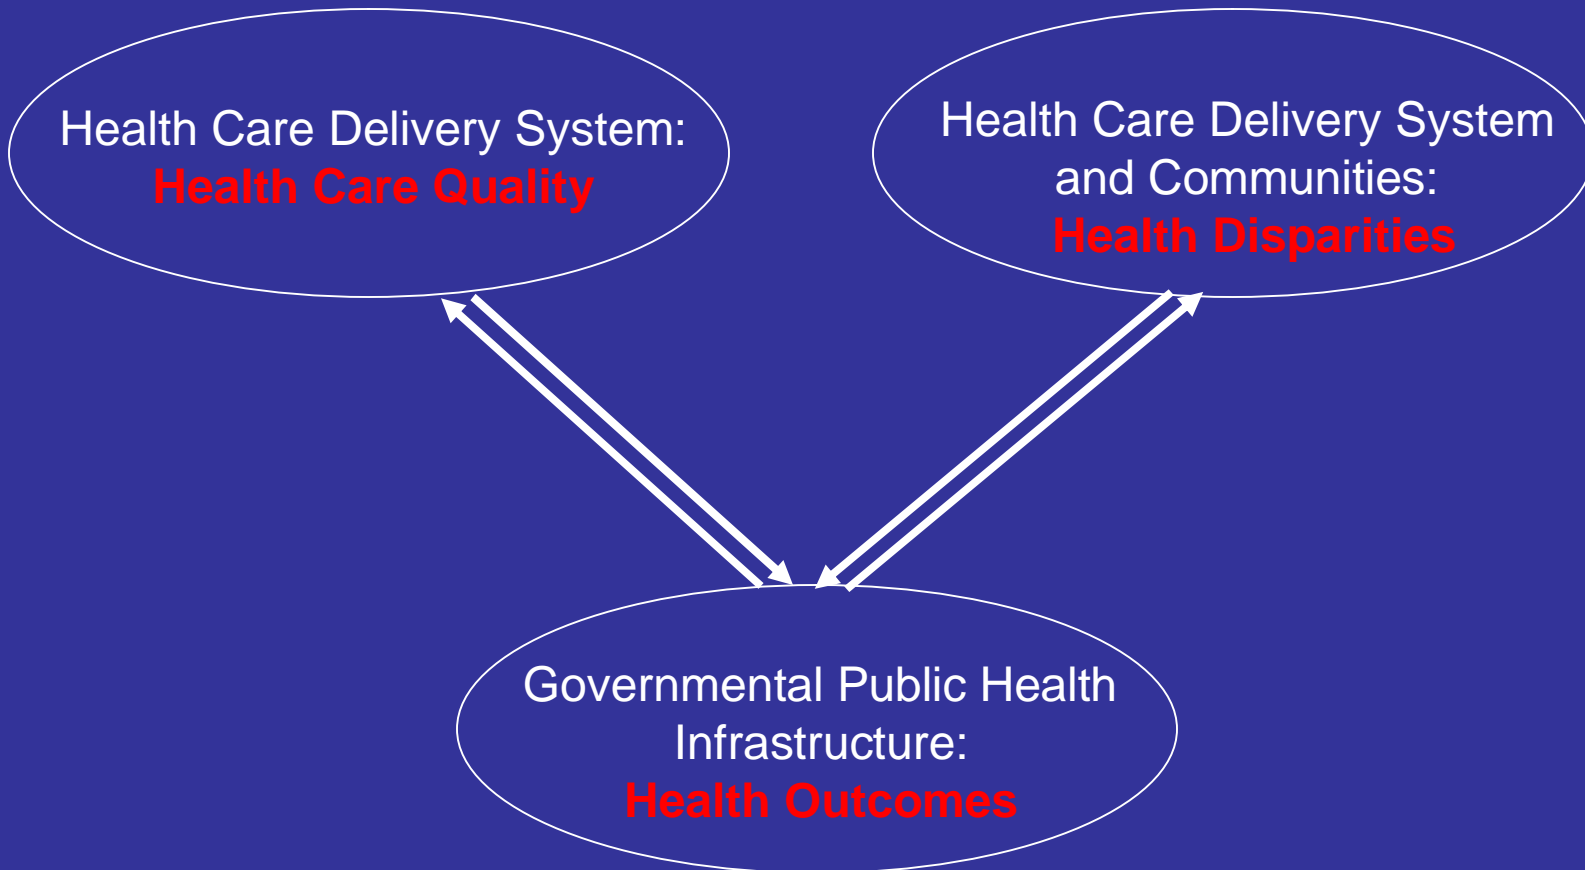 Health Care Delivery System:
Health Care Quality
Health Care Delivery System
and Communities:
Health Disparities
Governmental Public Health
Infrastructure:
Health Outcomes